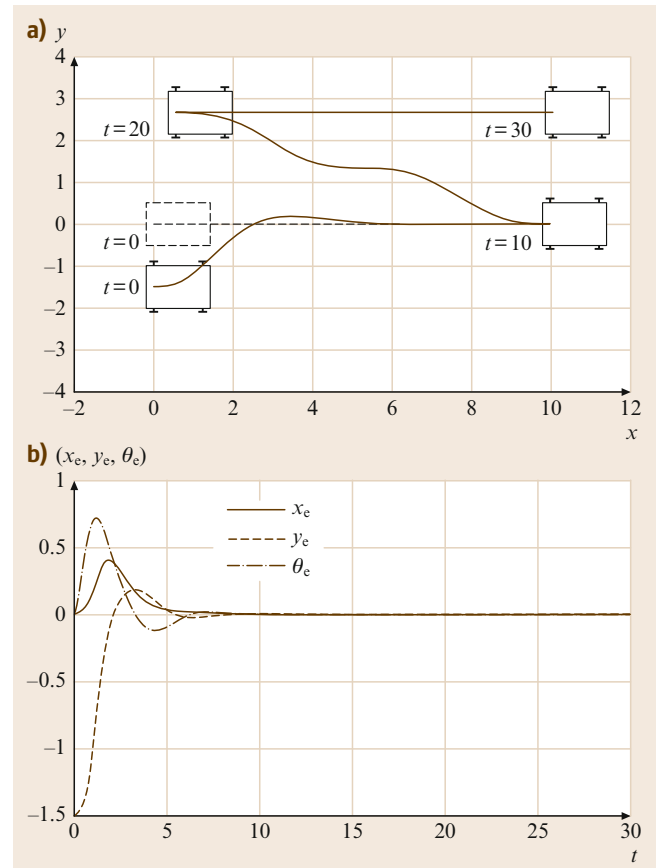 a) y
4
3
2
1
0
–1
–2
–3
–4
t=20
t=30
t=0
t=10
t=0
–2 0 2 4 6 8 10 12
x
b) (xe, ye, θe)
1
0.5
0
–0.5
–1
–1.5
xe
ye
θe
0 5 10 15 20 25 30
t